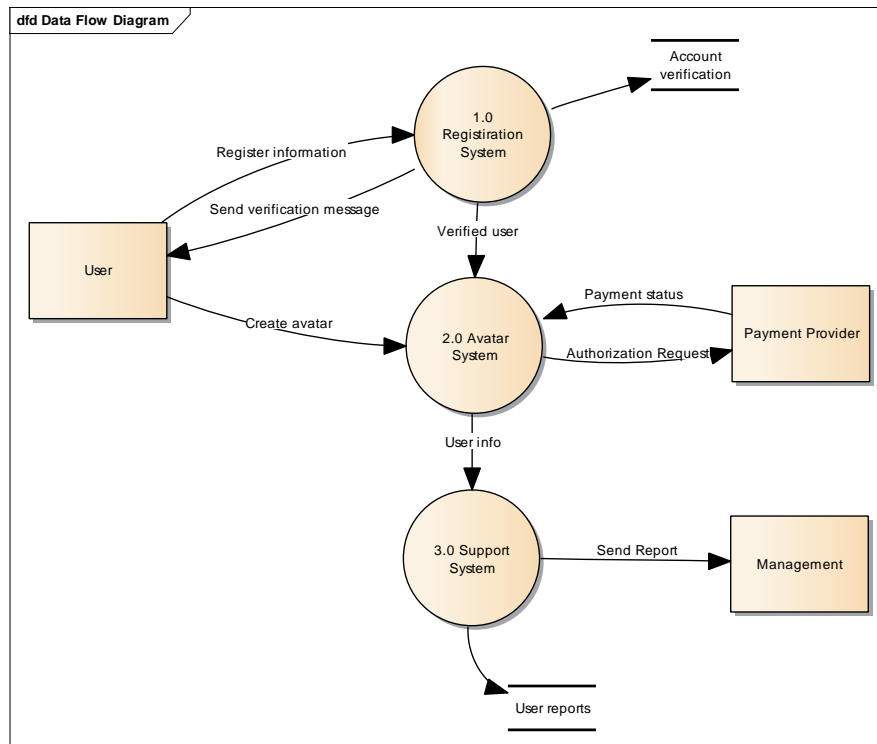 dfd Data Flow Diagram
Account
verification
1.0
Registiration
System
Register information
Send verification message
User
Verified user
Create avatar
2.0 Avatar
System
Payment status
Authorization Request
Payment Provider
User info
3.0 Support
System
Send Report
Management
User reports